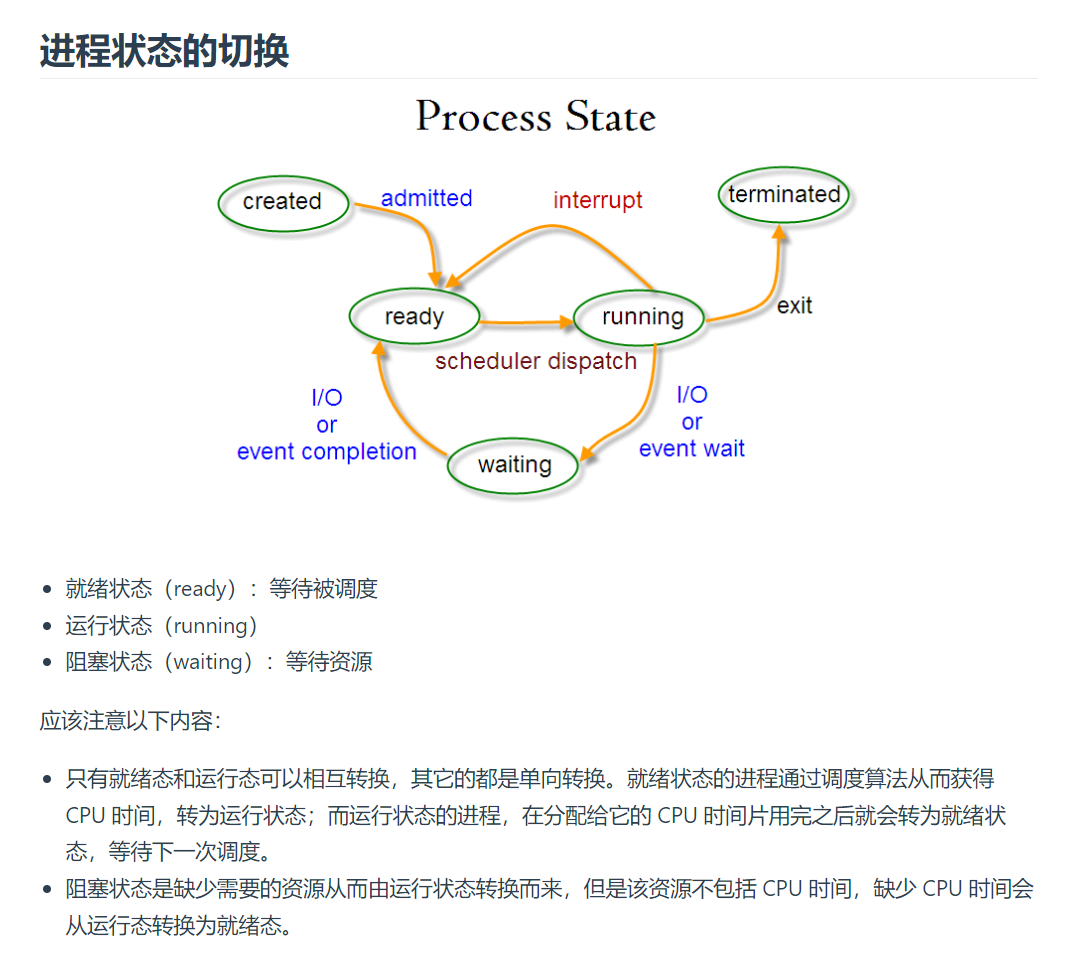 进程状态的切换
Process State
created
admitted
interrupt
terminated
ready
running
exit
scheduler dispatch
I/O
or
event completion
I/O
or
event wait
waiting
就绪状态（ready）：等待被调度
运行状态（running）
阻塞状态（waiting）：等待资源
应该注意以下内容：
只有就绪态和运行态可以相互转换，其它的都是单向转换。就绪状态的进程通过调度算法从而获得
CPU 时间，转为运行状态；而运行状态的进程，在分配给它的 CPU 时间片用完之后就会转为就绪状
态，等待下一次调度。
阻塞状态是缺少需要的资源从而由运行状态转换而来，但是该资源不包括 CPU 时间，缺少 CPU 时间会
从运行态转换为就绪态。